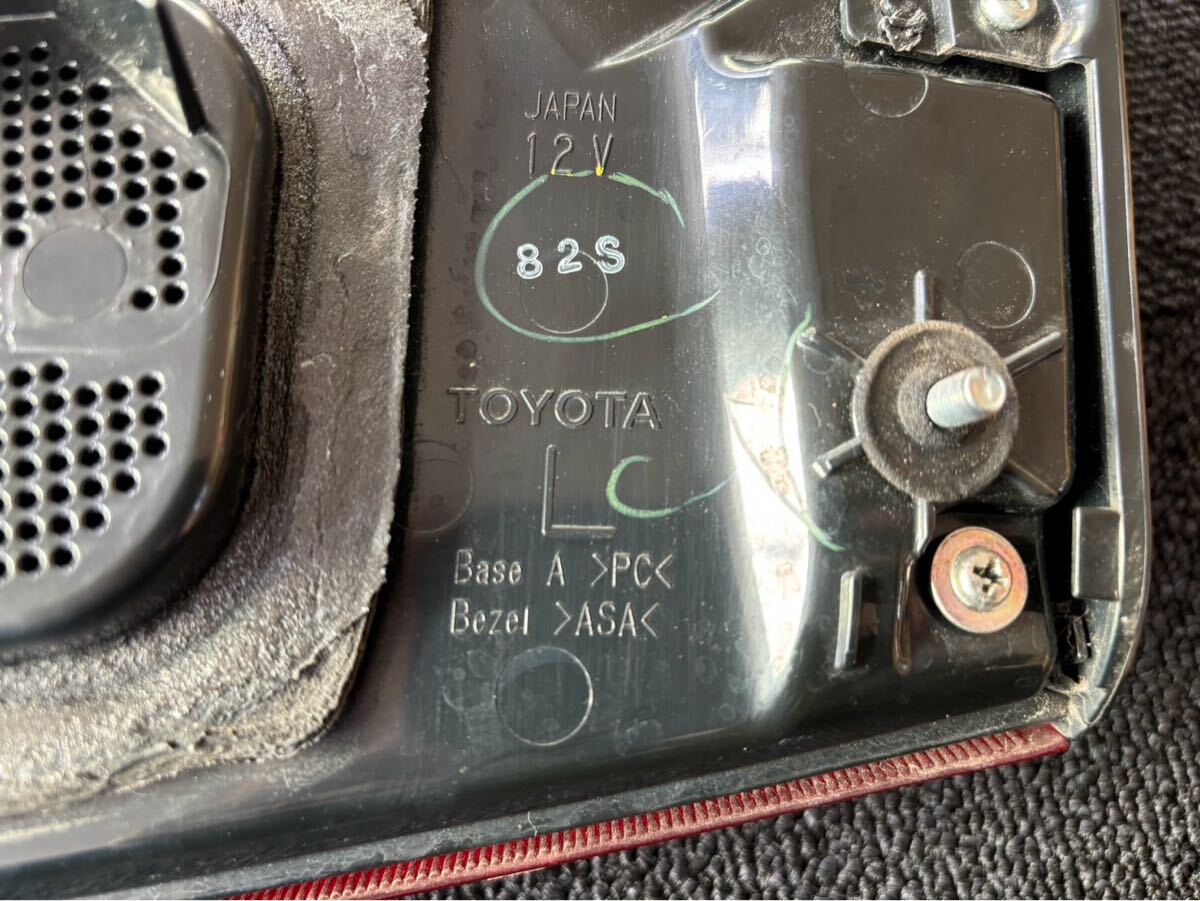 JAPAN
12V
82S
TOYOTA
L
Base A >PC<
Bezel >ASA<